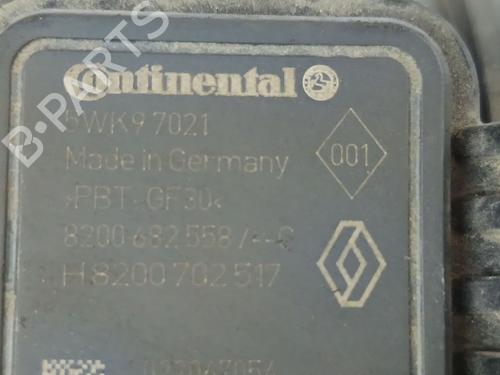 B-PARTS
Continental
5WK9 7021
Made in Germany
001
>PBT-GF30<
8200 682 558 /--C
H 8200 702 517